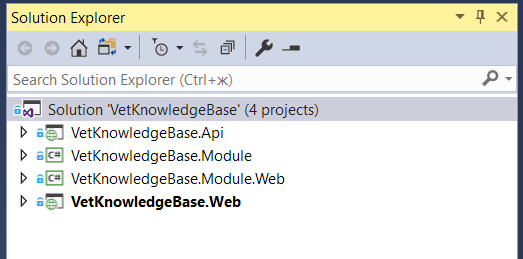 Solution Explorer
Search Solution Explorer (Ctrl+ж)
Solution 'VetKnowledgeBase' (4 projects)
VetKnowledgeBase.Api
C# VetKnowledgeBase.Module
C# VetKnowledgeBase.Module.Web
VetKnowledgeBase.Web